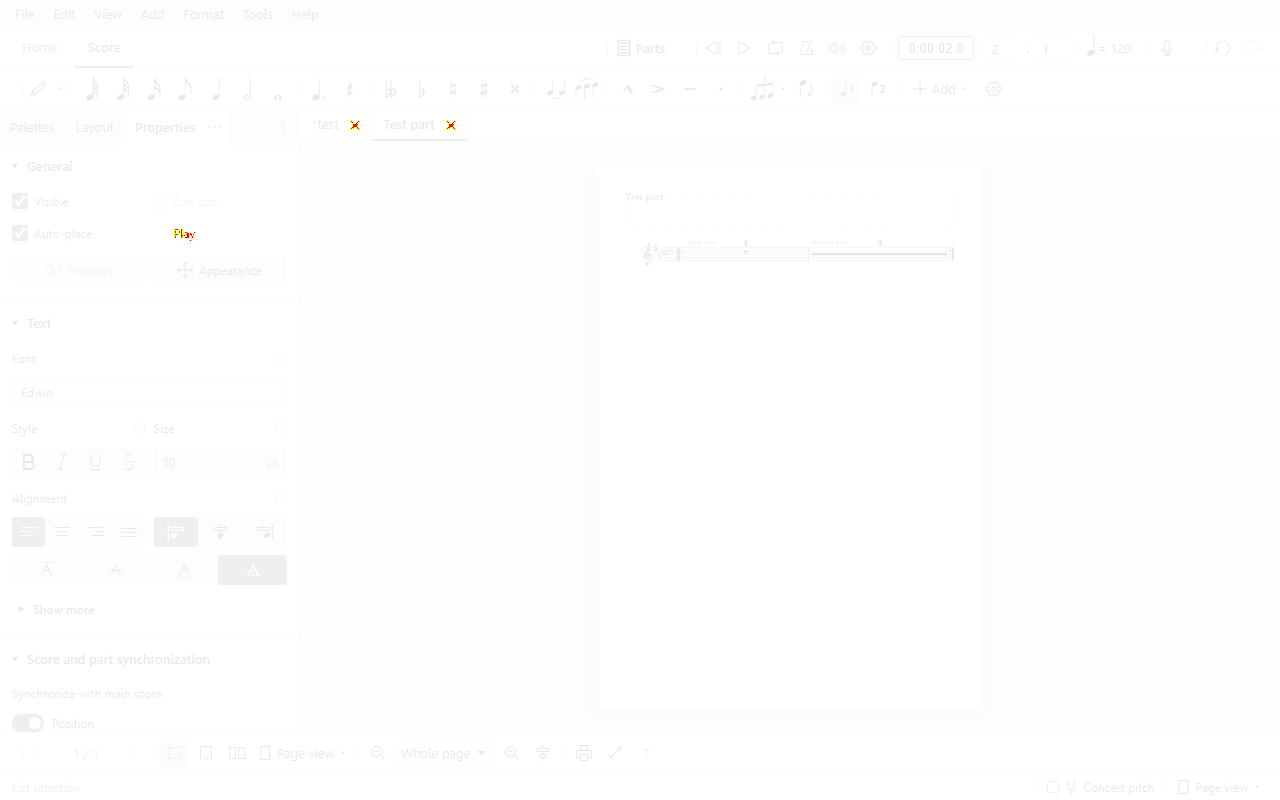 File Edit View Add Format Tools Help
Home Score Parts 0:00:02.0 2 . 1 = 120
Add
Palettes Layout Properties *test Test part
General
Visible Cue size
Auto-place Play
Playback Appearance
Text
Font
Edwin
Style Size
B I U S 10 pt
Alignment
Show more
Score and part synchronization
Synchronize with main score
Position
Test part
1 3
1 / 1 Page view Whole page ?
List selection Concert pitch Page view